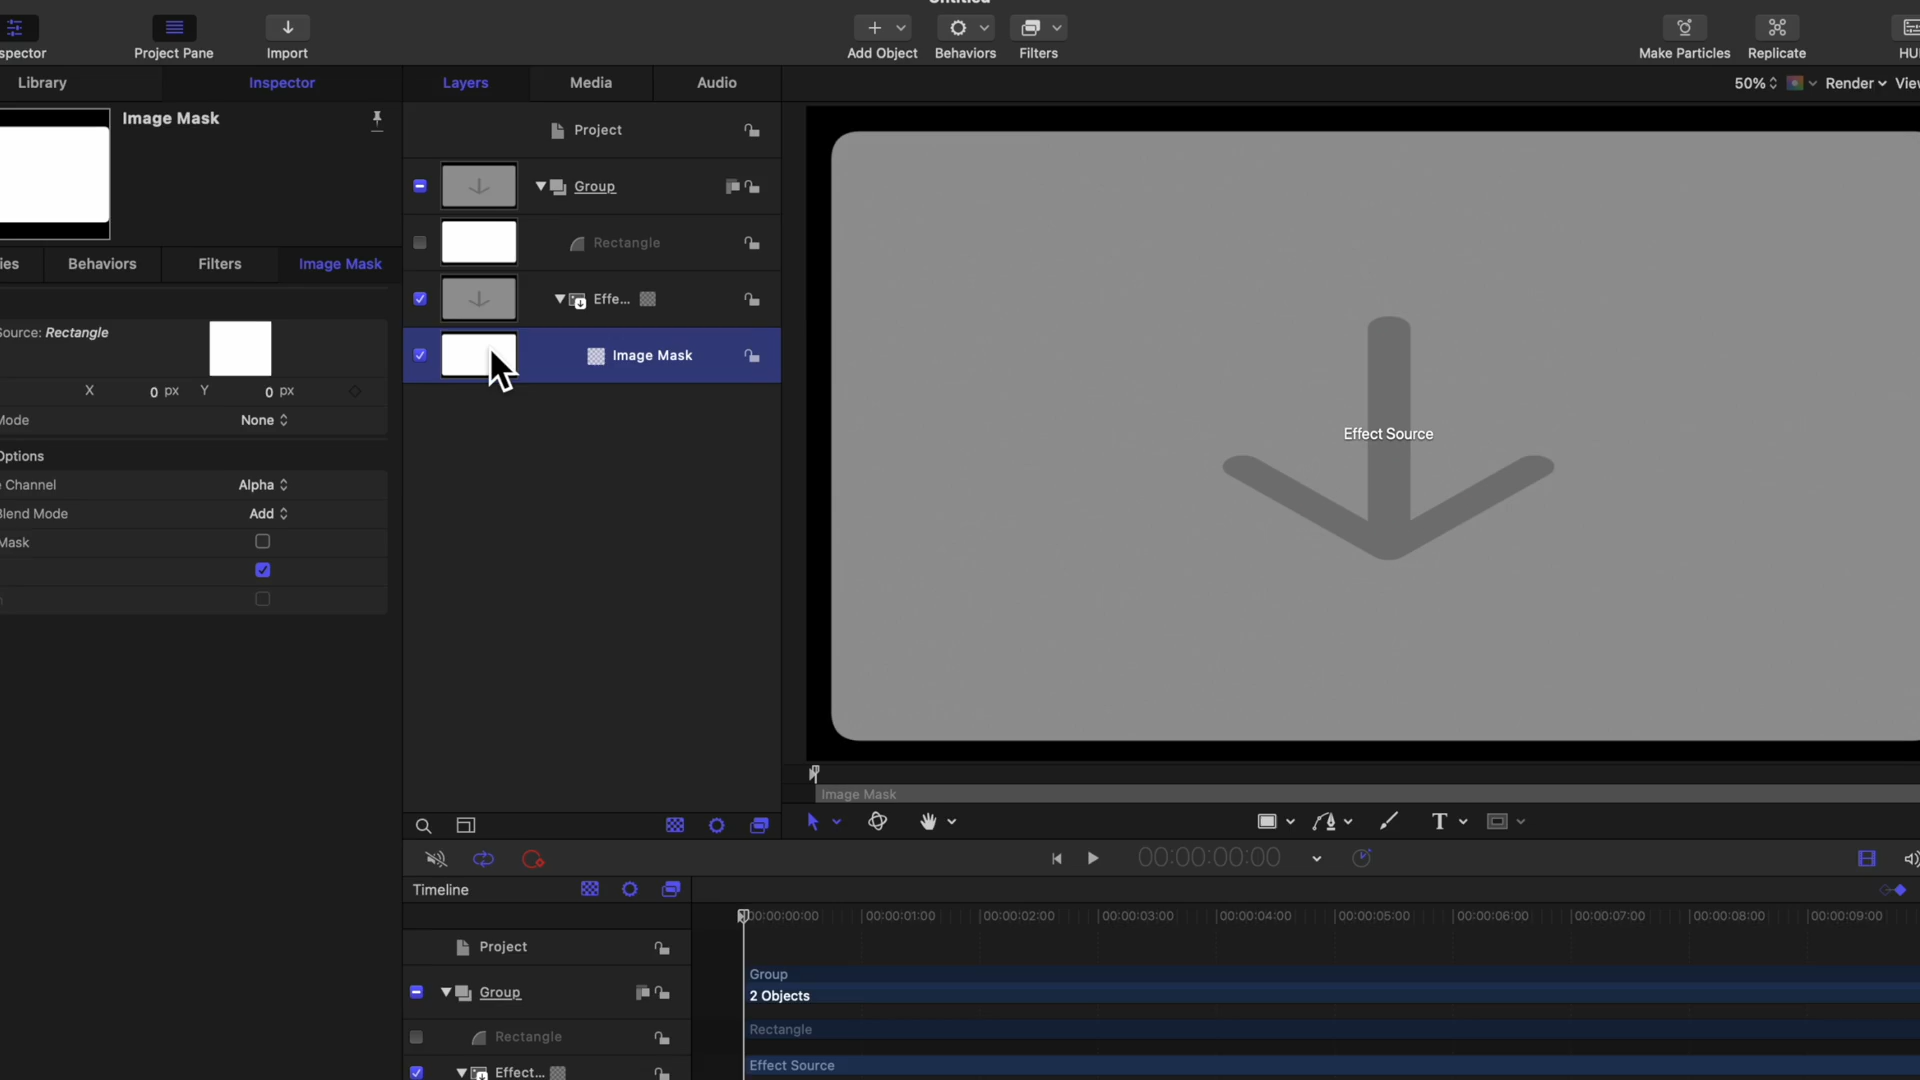 spector
Project Pane
Import
Add Object
Behaviors
Filters
Make Particles
Replicate
Library
Inspector
Layers
Media
Audio
50%
Render
Image Mask
Project
Group
Rectangle
Effe...
Image Mask
ies
Behaviors
Filters
Image Mask
Source: Rectangle
X 0 px Y 0 px
Mode None
Options
Channel Alpha
Blend Mode Add
Mask
Effect Source
Image Mask
T
00:00:00:00
Timeline
00:00:00:00 00:00:01:00 00:00:02:00 00:00:03:00 00:00:04:00 00:00:05:00 00:00:06:00 00:00:07:00 00:00:08:00 00:00:09:00
Project
Group
Group
2 Objects
Rectangle
Rectangle
Effect...
Effect Source